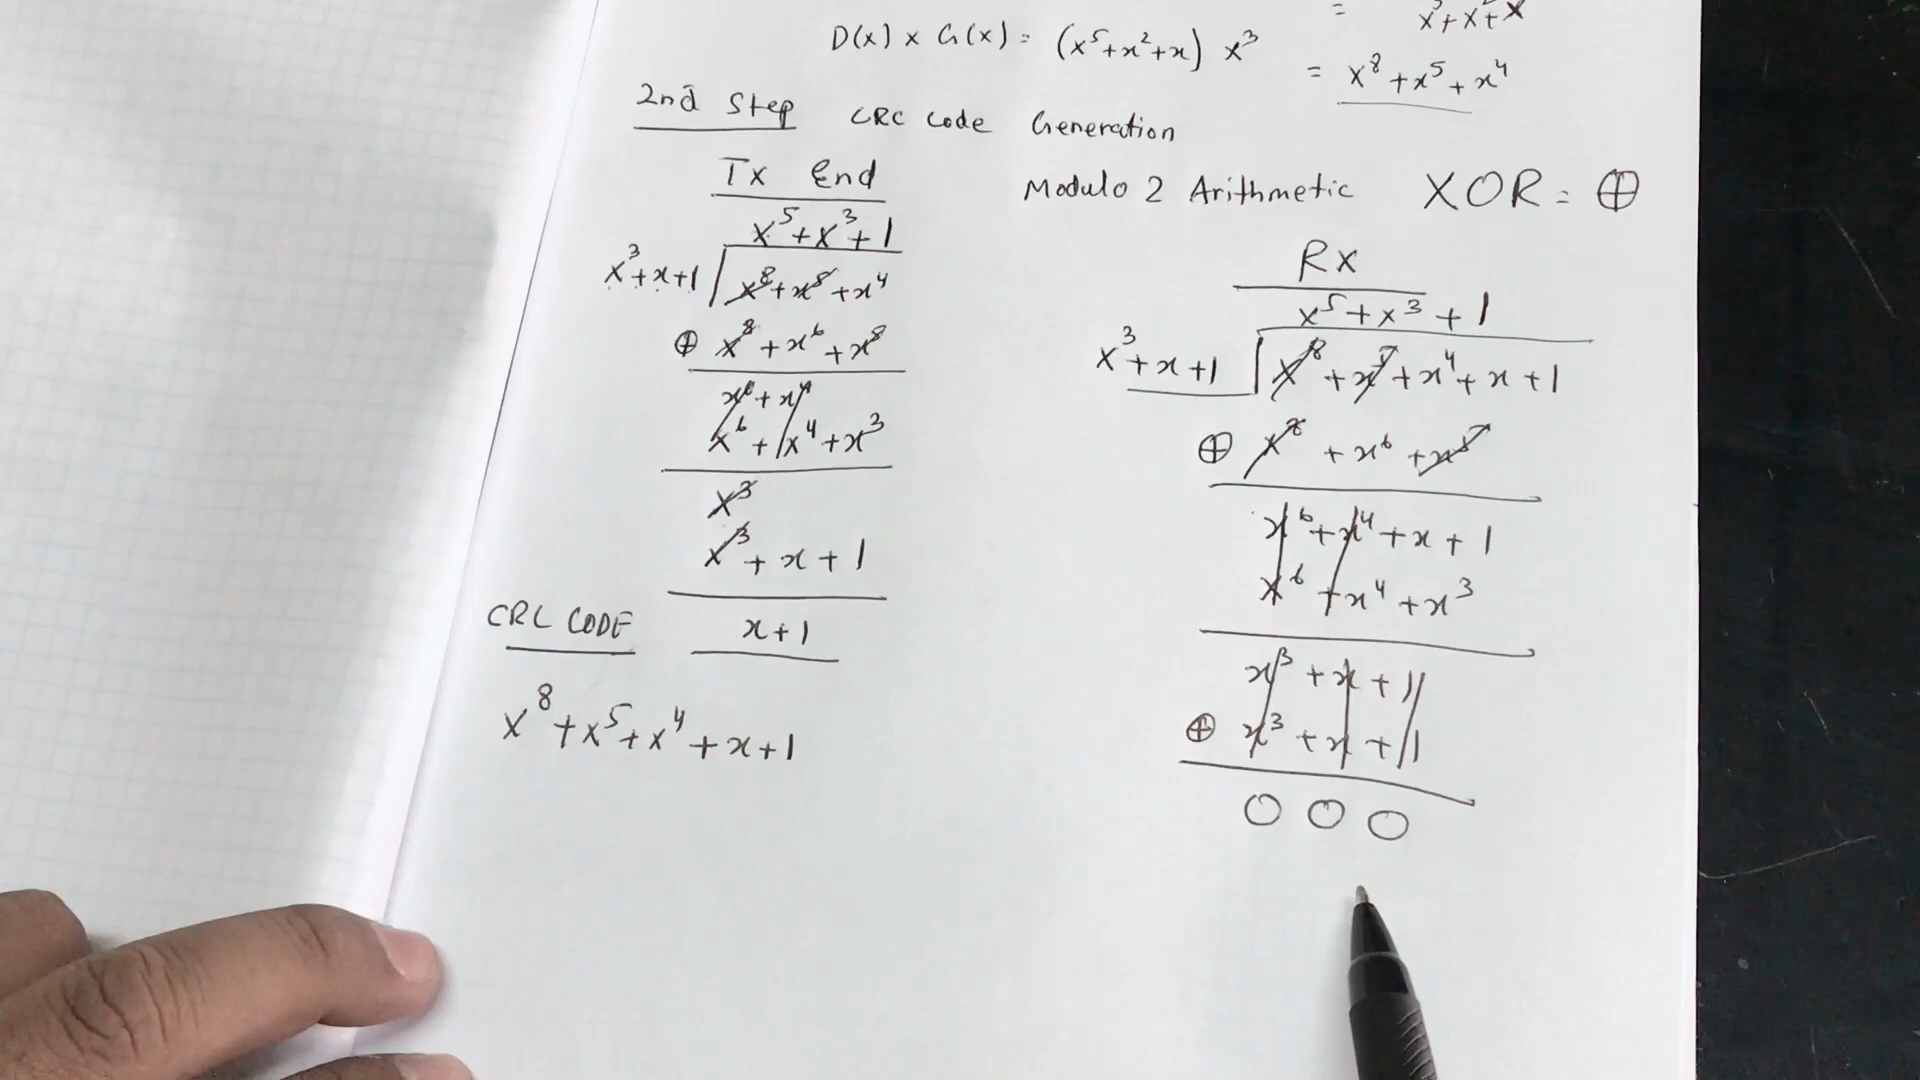 = x³+x²+x
D(x) x G(x) = (x⁵+x²+x) x³
= x⁸+x⁵+x⁴
2nd Step CRC Code Generation
Tx End
Modulo 2 Arithmetic XOR = ⊕
x⁵+x³+1
x³+x+1 x⁸+x⁵+x⁴
⊕ x⁸+x⁶+x⁵
x⁶+x⁴
x⁶+x⁴+x³
x³
x³+x+1
x+1
CRC CODE
x⁸+x⁵+x⁴+x+1
Rx
x⁵+x³+1
x³+x+1 x⁸+x⁵+x⁴+x+1
⊕ x⁸+x⁶+x⁵
x⁶+x⁴+x+1
x⁶+x⁴+x³
x³+x+1
⊕ x³+x+1
0 0 0